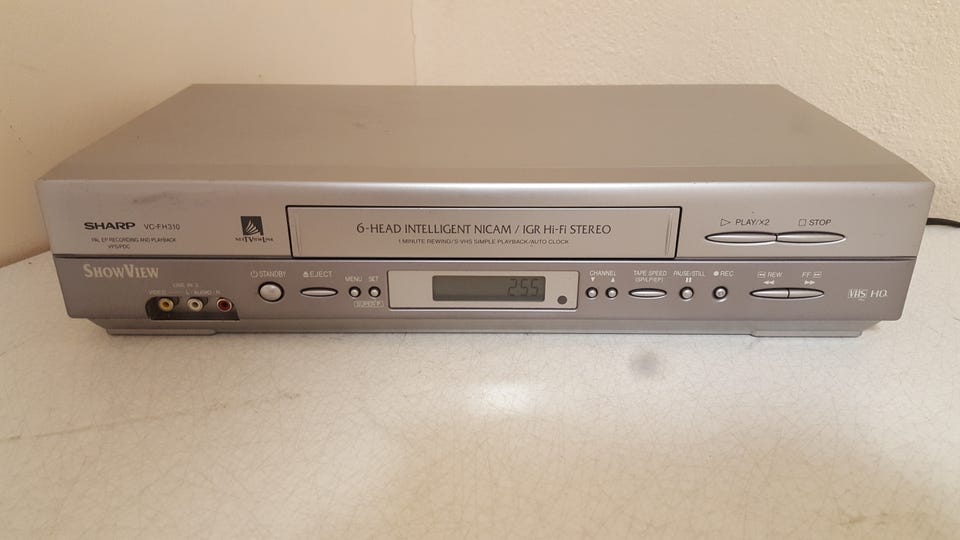 SHARP VC-FH310
PAL EP RECORDING AND PLAYBACK
VPS/PDC
NEXTVIEWLINK
6-HEAD INTELLIGENT NICAM / IGR Hi-Fi STEREO
1 MINUTE REWIND/S-VHS SIMPLE PLAYBACK/AUTO CLOCK
▷ PLAY/X2
□ STOP
SHOWVIEW
LINE IN 3
VIDEO L-AUDIO-R
⏻ STANDBY
⏏ EJECT
MENU SET
SUPER P
2:55
CHANNEL
▼ ▲
TAPE SPEED
(SP/LP/EP)
PAUSE/STILL
● REC
◀◀ REW
FF ▶▶
VHS HQ